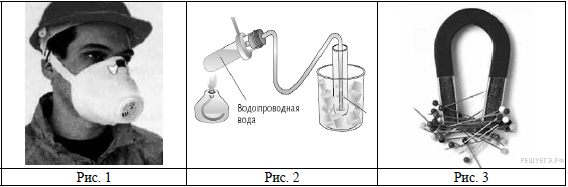 Водопроводная
вода
РЕШУЕГЭ.РФ
Рис. 1
Рис. 2
Рис. 3